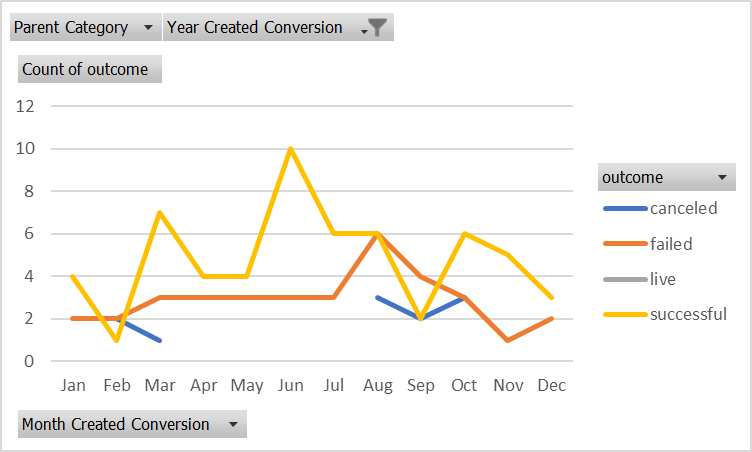 Parent Category Year Created Conversion
Count of outcome
12
10
8
6
4
2
0
Jan Feb Mar Apr May Jun Jul Aug Sep Oct Nov Dec
outcome
canceled
failed
live
successful
Month Created Conversion